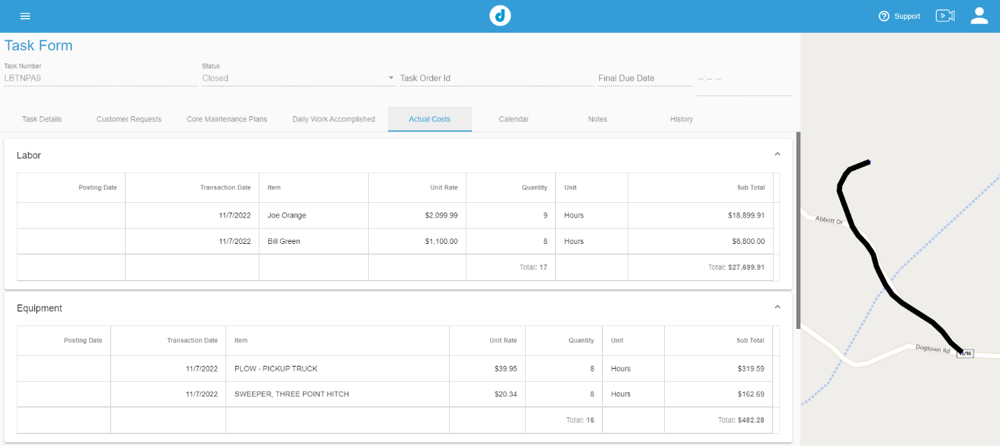 d
Support
Task Form
Task Number
Status
LBTNPA9
Closed
Task Order Id
Final Due Date
--:-- --
Task Details Customer Requests Core Maintenance Plans Daily Work Accomplished Actual Costs Calendar Notes History
Labor
Posting Date Transaction Date Item Unit Rate Quantity Unit Sub Total
11/7/2022 Joe Orange $2,099.99 9 Hours $18,899.91
11/7/2022 Bill Green $1,100.00 8 Hours $8,800.00
Total: 17 Total: $27,699.91
Equipment
Posting Date Transaction Date Item Unit Rate Quantity Unit Sub Total
11/7/2022 PLOW - PICKUP TRUCK $39.95 8 Hours $319.59
11/7/2022 SWEEPER, THREE POINT HITCH $20.34 8 Hours $162.69
Total: 16 Total: $482.28
Abbott Dr
Dogtown Rd